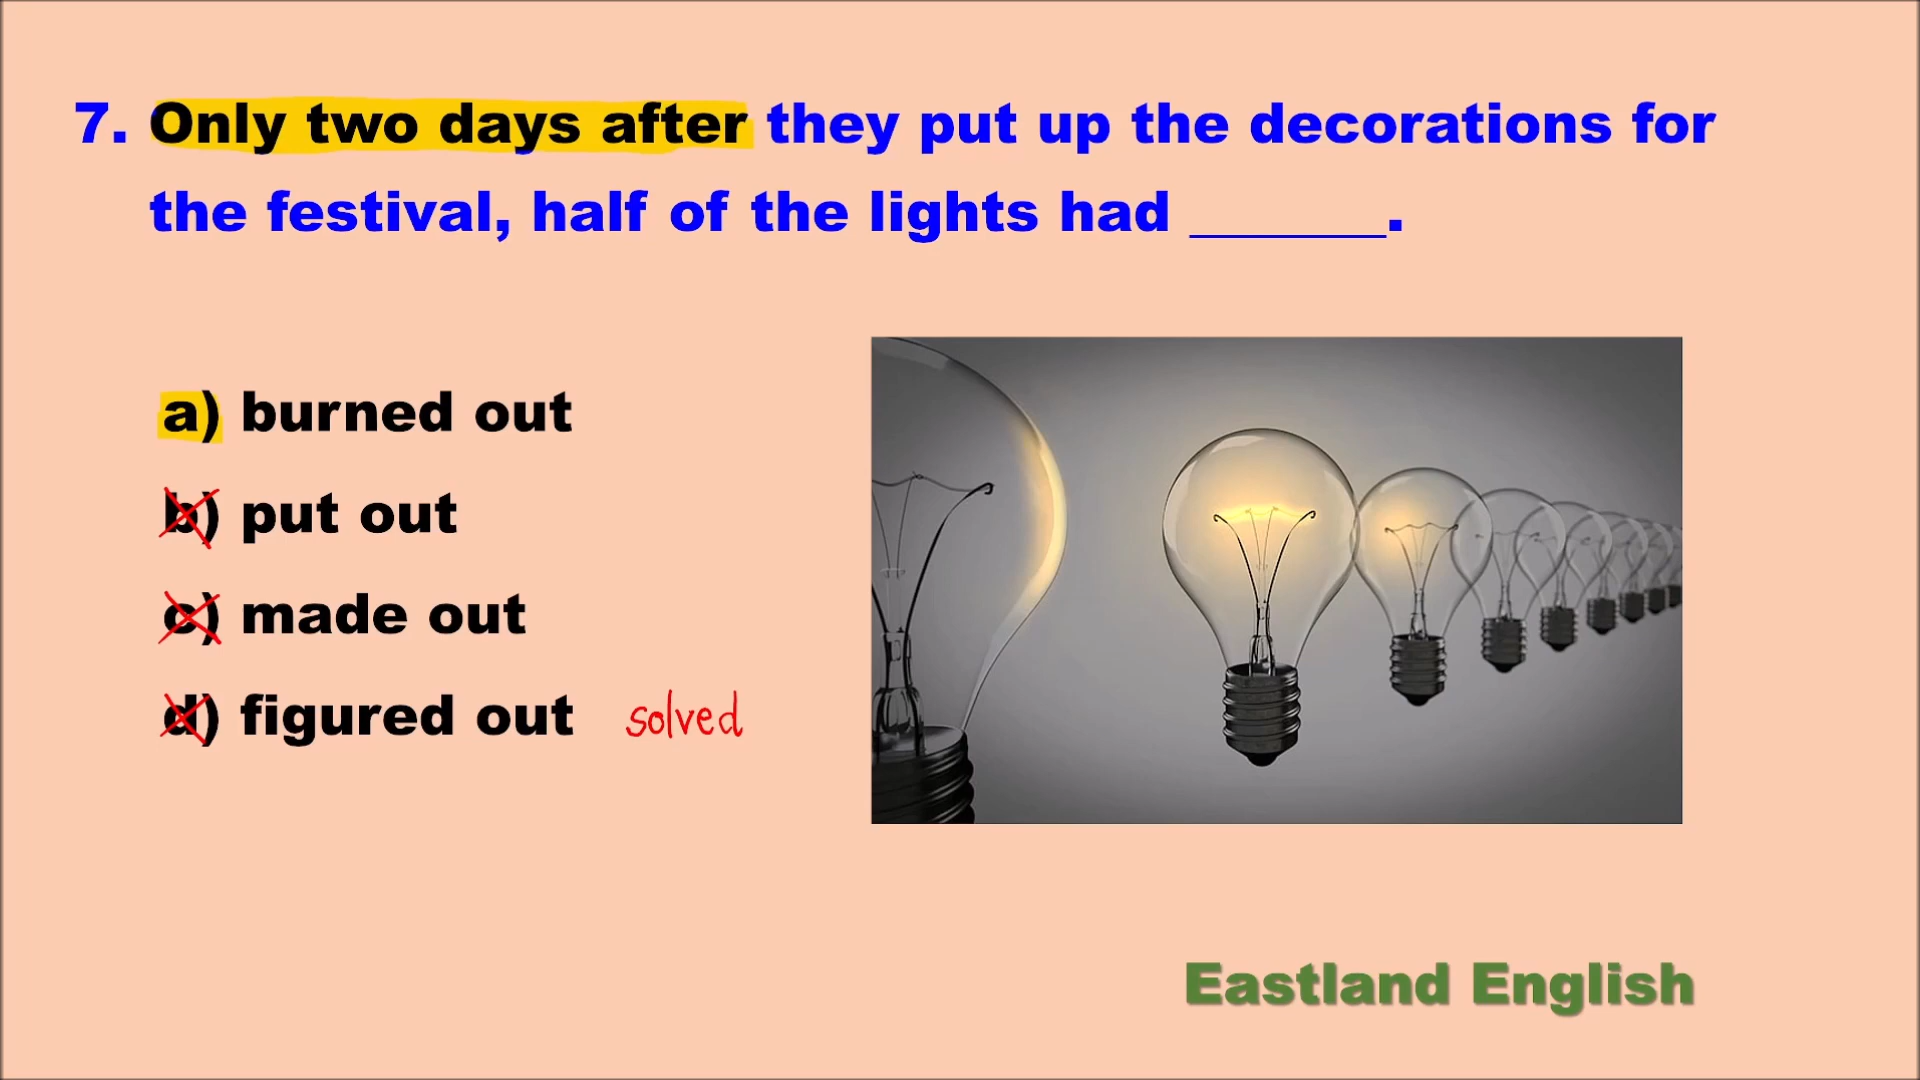 7. Only two days after they put up the decorations for
the festival, half of the lights had _______.
a) burned out
b) put out
c) made out
d) figured out solved
Eastland English